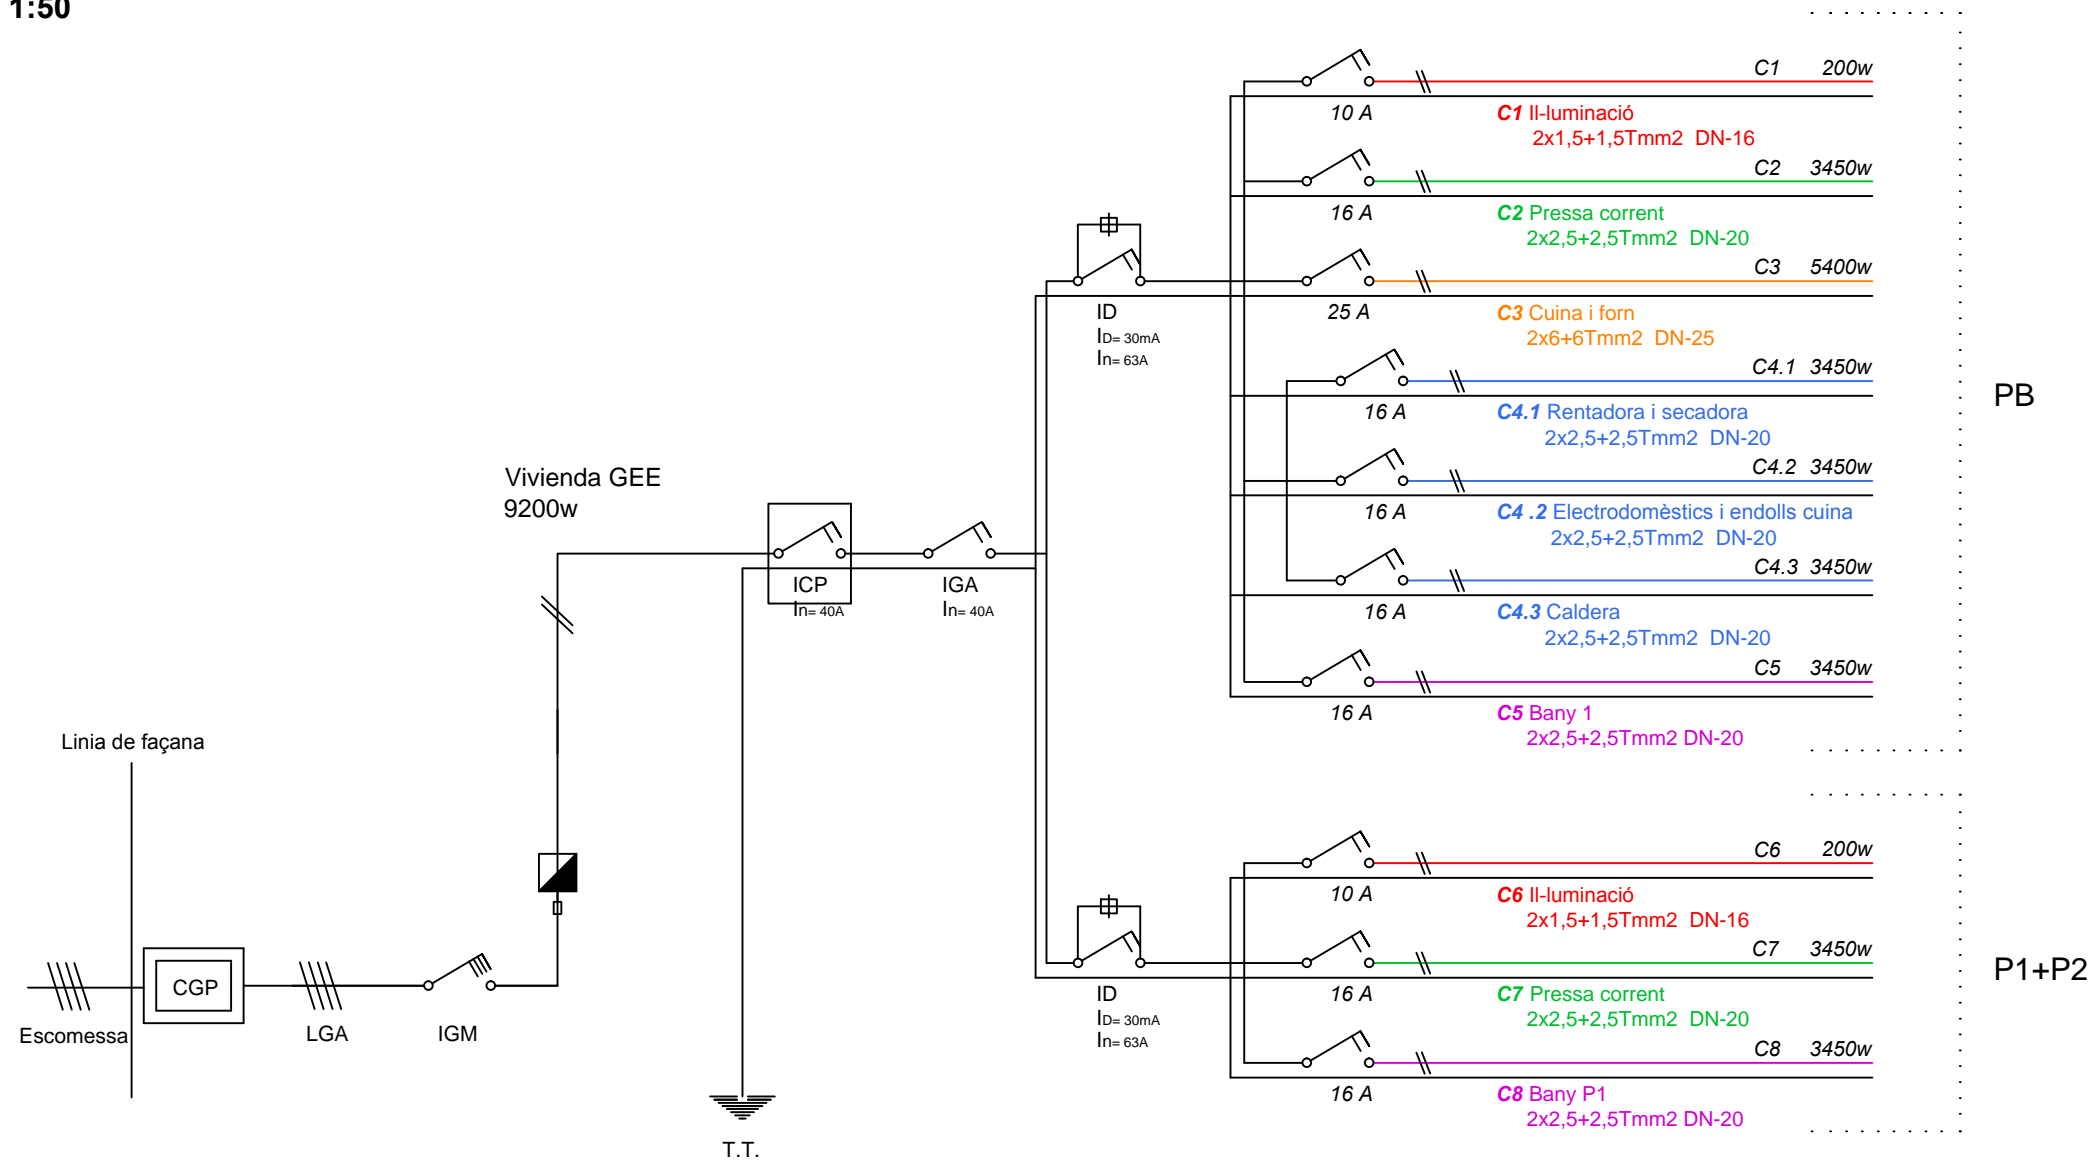 1:50
C1 200w
10 A
C1 Il-luminació
2x1,5+1,5Tmm2 DN-16
C2 3450w
16 A
C2 Pressa corrent
2x2,5+2,5Tmm2 DN-20
C3 5400w
25 A
C3 Cuina i forn
2x6+6Tmm2 DN-25
ID
ID= 30mA
In= 63A
C4.1 3450w
16 A
C4.1 Rentadora i secadora
2x2,5+2,5Tmm2 DN-20
PB
C4.2 3450w
16 A
C4 .2 Electrodomèstics i endolls cuina
2x2,5+2,5Tmm2 DN-20
C4.3 3450w
16 A
C4.3 Caldera
2x2,5+2,5Tmm2 DN-20
C5 3450w
16 A
C5 Bany 1
2x2,5+2,5Tmm2 DN-20
Vivienda GEE
9200w
ICP
In= 40A
IGA
In= 40A
Linia de façana
Escomessa
CGP
LGA
IGM
T.T.
C6 200w
10 A
C6 Il-luminació
2x1,5+1,5Tmm2 DN-16
C7 3450w
16 A
C7 Pressa corrent
2x2,5+2,5Tmm2 DN-20
ID
ID= 30mA
In= 63A
P1+P2
C8 3450w
16 A
C8 Bany P1
2x2,5+2,5Tmm2 DN-20